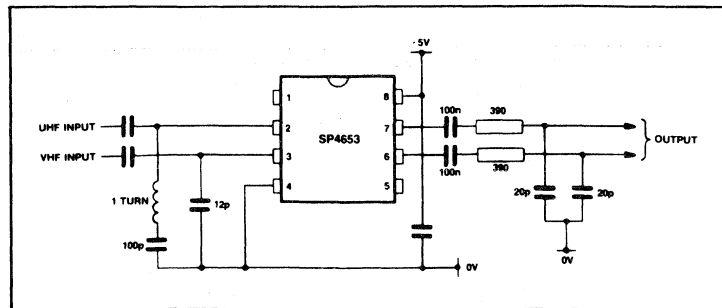 - 5V
1
8
100n
390
UHF INPUT
2
7
SP4653
OUTPUT
VHF INPUT
3
6
100n
390
4
5
1 TURN
12p
20p
20p
100p
0V
0V